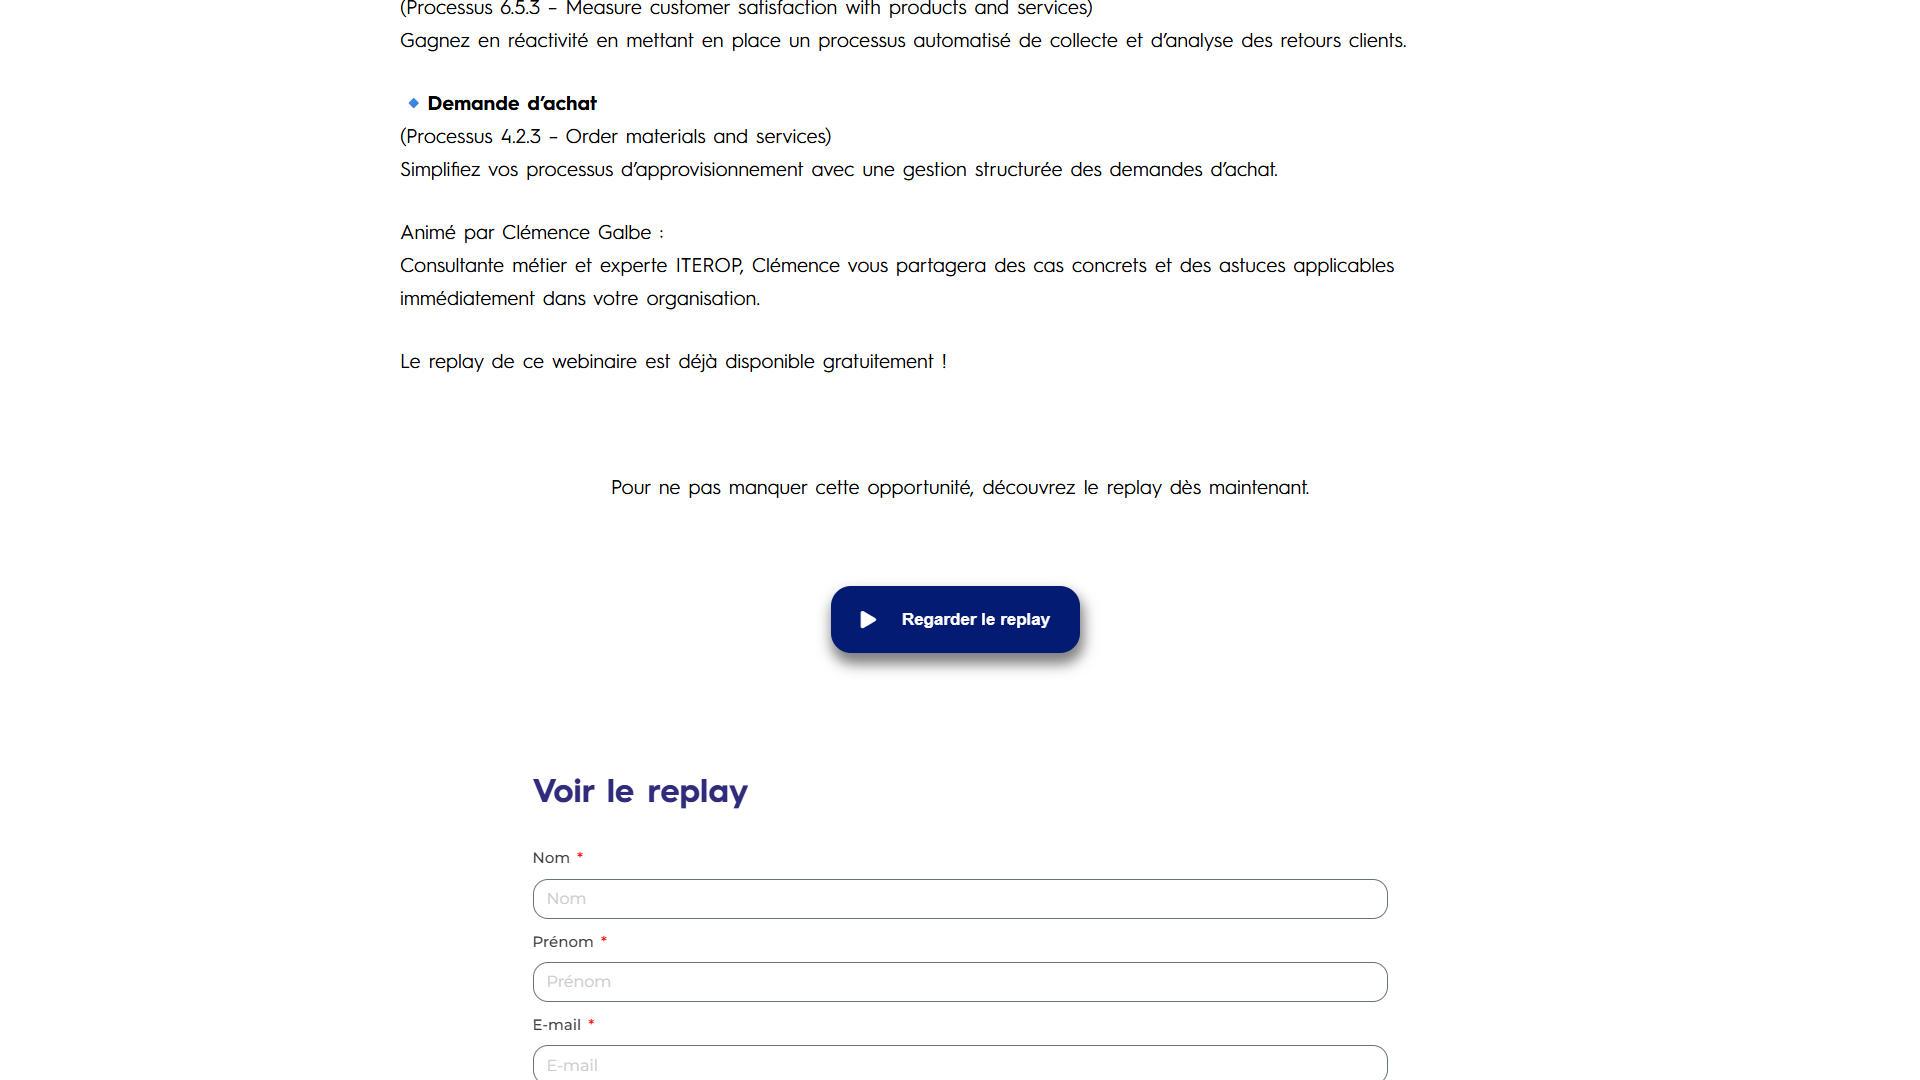 (Processus 6.5.3 – Measure customer satisfaction with products and services)
Gagnez en réactivité en mettant en place un processus automatisé de collecte et d’analyse des retours clients.
Demande d’achat
(Processus 4.2.3 – Order materials and services)
Simplifiez vos processus d’approvisionnement avec une gestion structurée des demandes d’achat.
Animé par Clémence Galbe :
Consultante métier et experte ITEROP, Clémence vous partagera des cas concrets et des astuces applicables
immédiatement dans votre organisation.
Le replay de ce webinaire est déjà disponible gratuitement !
Pour ne pas manquer cette opportunité, découvrez le replay dès maintenant.
Regarder le replay
Voir le replay
Nom *
Nom
Prénom *
Prénom
E-mail *
E-mail